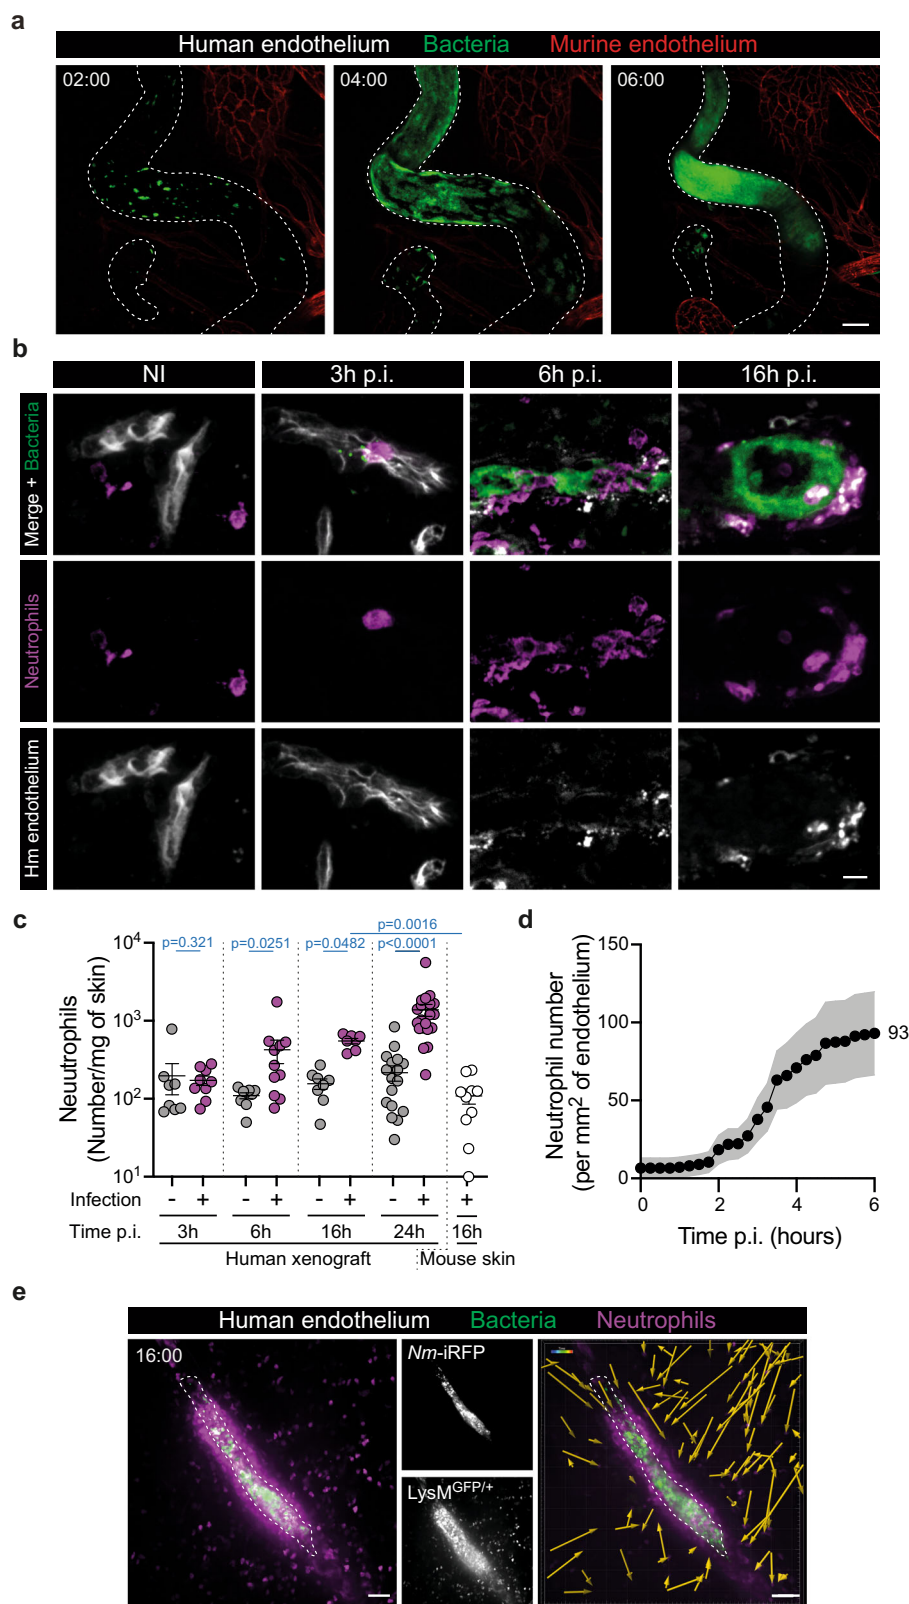 a
Human endothelium Bacteria Murine endothelium
02:00 04:00 06:00
b
NI 3h p.i. 6h p.i. 16h p.i.
Merge + Bacteria
Neutrophils
Hm endothelium
c
Neuutrophils
(Number/mg of skin)
p=0.0016
p=0.321 p=0.0251 p=0.0482 p<0.0001
10^4
10^3
10^2
10^1
Infection - + - + - + - + +
Time p.i. 3h 6h 16h 24h 16h
Human xenograft Mouse skin
d
Neutrophil number
(per mm^2 of endothelium)
150
100
50
0
93
0 2 4 6
Time p.i. (hours)
e
Human endothelium Bacteria Neutrophils
16:00
Nm-iRFP
LysM^GFP/+